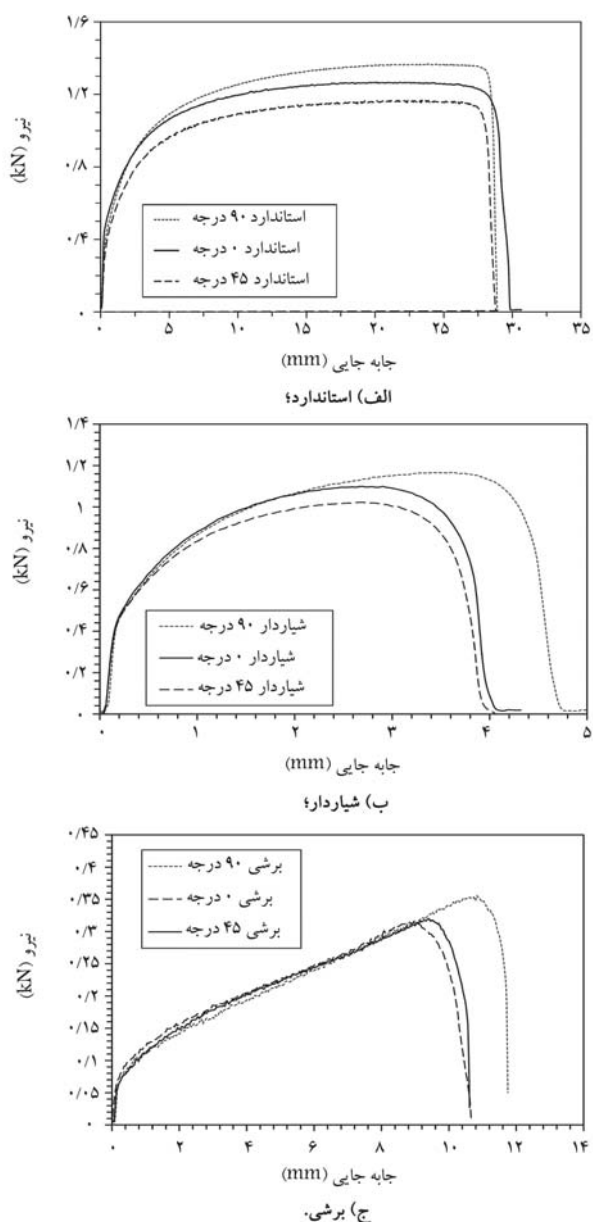 ۱/۶
۱/۲
۰/۸
۰/۴
۰
نیرو (kN)
استاندارد ۹۰ درجه
استاندارد ۰ درجه
استاندارد ۴۵ درجه
۰ ۵ ۱۰ ۱۵ ۲۰ ۲۵ ۳۰ ۳۵
جابه جایی (mm)
الف) استاندارد؛
۱/۴
۱/۲
۱
۰/۸
۰/۶
۰/۴
۰/۲
۰
نیرو (kN)
شیاردار ۹۰ درجه
شیاردار ۰ درجه
شیاردار ۴۵ درجه
۰ ۱ ۲ ۳ ۴ ۵
جابه جایی (mm)
ب) شیاردار؛
۰/۴۵
۰/۴
۰/۳۵
۰/۳
۰/۲۵
۰/۲
۰/۱۵
۰/۱
۰/۰۵
۰
نیرو (kN)
برشی ۹۰ درجه
برشی ۰ درجه
برشی ۴۵ درجه
۰ ۲ ۴ ۶ ۸ ۱۰ ۱۲ ۱۴
جابه جایی (mm)
ج) برشی.